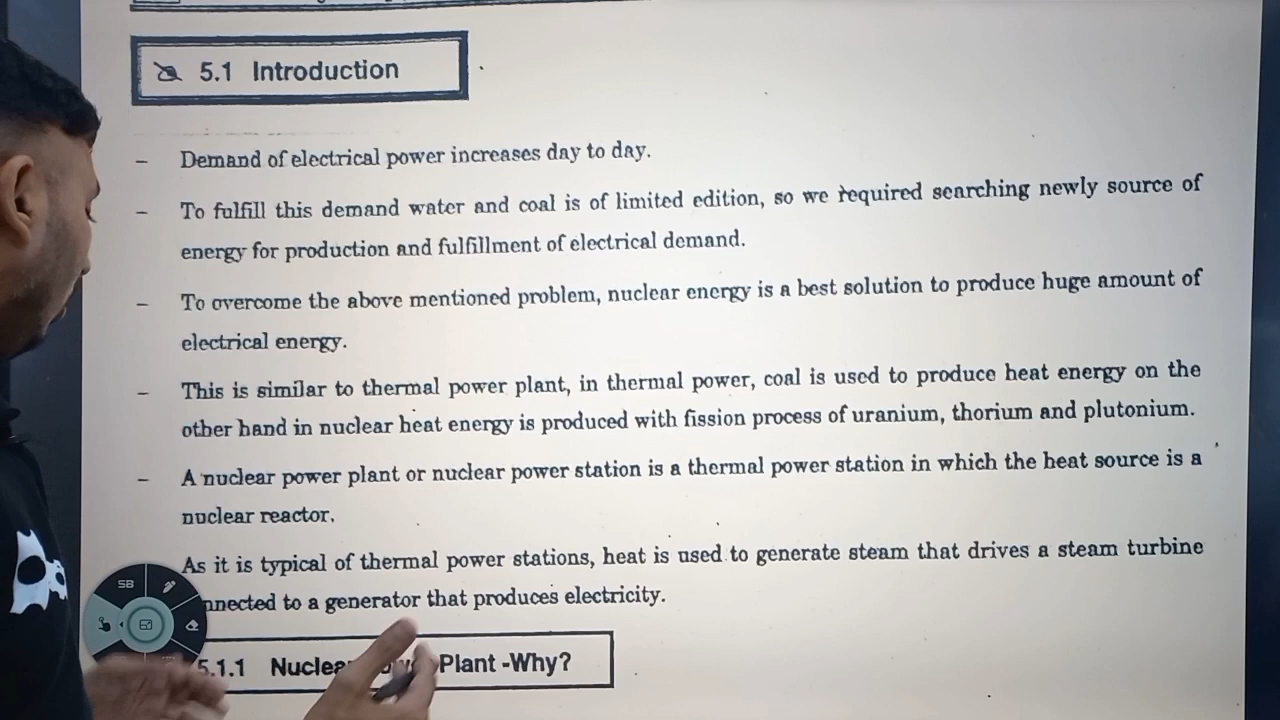 5.1 Introduction
– Demand of electrical power increases day to day.
– To fulfill this demand water and coal is of limited edition, so we required searching newly source of
energy for production and fulfillment of electrical demand.
– To overcome the above mentioned problem, nuclear energy is a best solution to produce huge amount of
electrical energy.
– This is similar to thermal power plant, in thermal power, coal is used to produce heat energy on the
other hand in nuclear heat energy is produced with fission process of uranium, thorium and plutonium.
– A nuclear power plant or nuclear power station is a thermal power station in which the heat source is a
nuclear reactor.
As it is typical of thermal power stations, heat is used to generate steam that drives a steam turbine
nnected to a generator that produces electricity.
SB
5.1.1 Nuclea Plant -Why?